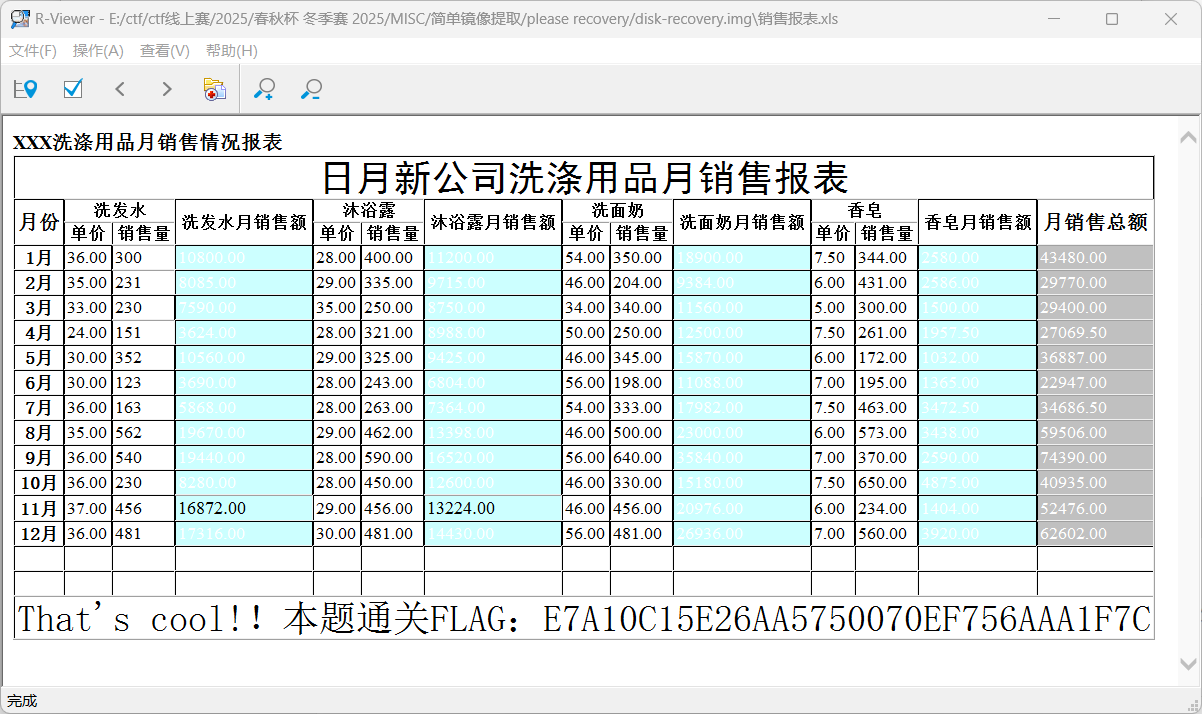 R-Viewer - E:/ctf/ctf线上赛/2025/春秋杯 冬季赛 2025/MISC/简单镜像提取/please recovery/disk-recovery.img\销售报表.xls
文件(F) 操作(A) 查看(V) 帮助(H)
XXX洗涤用品月销售情况报表
日月新公司洗涤用品月销售报表
月份 洗发水 洗发水月销售额 沐浴露 沐浴露月销售额 洗面奶 洗面奶月销售额 香皂 香皂月销售额 月销售总额
单价 销售量 单价 销售量 单价 销售量 单价 销售量
1月 36.00 300 10800.00 28.00 400.00 11200.00 54.00 350.00 18900.00 7.50 344.00 2580.00 43480.00
2月 35.00 231 8085.00 29.00 335.00 9715.00 46.00 204.00 9384.00 6.00 431.00 2586.00 29770.00
3月 33.00 230 7590.00 35.00 250.00 8750.00 34.00 340.00 11560.00 5.00 300.00 1500.00 29400.00
4月 24.00 151 3624.00 28.00 321.00 8988.00 50.00 250.00 12500.00 7.50 261.00 1957.50 27069.50
5月 30.00 352 10560.00 29.00 325.00 9425.00 46.00 345.00 15870.00 6.00 172.00 1032.00 36887.00
6月 30.00 123 3690.00 28.00 243.00 6804.00 56.00 198.00 11088.00 7.00 195.00 1365.00 22947.00
7月 36.00 163 5868.00 28.00 263.00 7364.00 54.00 333.00 17982.00 7.50 463.00 3472.50 34686.50
8月 35.00 562 19670.00 29.00 462.00 13398.00 46.00 500.00 23000.00 6.00 573.00 3438.00 59506.00
9月 36.00 540 19440.00 28.00 590.00 16520.00 56.00 640.00 35840.00 7.00 370.00 2590.00 74390.00
10月 36.00 230 8280.00 28.00 450.00 12600.00 46.00 330.00 15180.00 7.50 650.00 4875.00 40935.00
11月 37.00 456 16872.00 29.00 456.00 13224.00 46.00 456.00 20976.00 6.00 234.00 1404.00 52476.00
12月 36.00 481 17316.00 30.00 481.00 14430.00 56.00 481.00 26936.00 7.00 560.00 3920.00 62602.00
That's cool!! 本题通关FLAG：E7A10C15E26AA5750070EF756AAA1F7C
完成